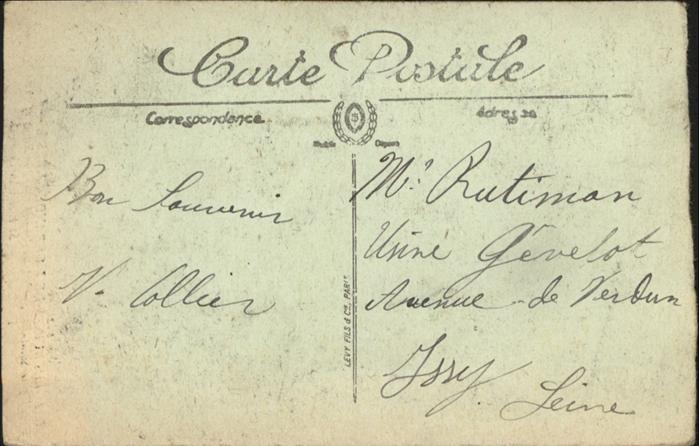 Carte Postale
Correspondance
Adresse
Bon Souvenir
V. Collier
Mr Rutiman
Usine Gévelot
Avenue de Verdun
Issy
Seine
LEVY FILS & Cie, PARIS